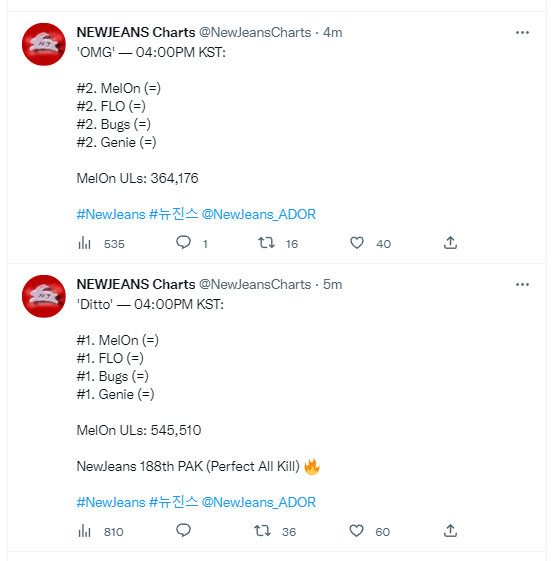 NEWJEANS Charts @NewJeansCharts · 4m
'OMG' — 04:00PM KST:
#2. MelOn (=)
#2. FLO (=)
#2. Bugs (=)
#2. Genie (=)
MelOn ULs: 364,176
#NewJeans #뉴진스 @NewJeans_ADOR
535 1 16 40
NEWJEANS Charts @NewJeansCharts · 5m
'Ditto' — 04:00PM KST:
#1. MelOn (=)
#1. FLO (=)
#1. Bugs (=)
#1. Genie (=)
MelOn ULs: 545,510
NewJeans 188th PAK (Perfect All Kill) 🔥
#NewJeans #뉴진스 @NewJeans_ADOR
810 36 60